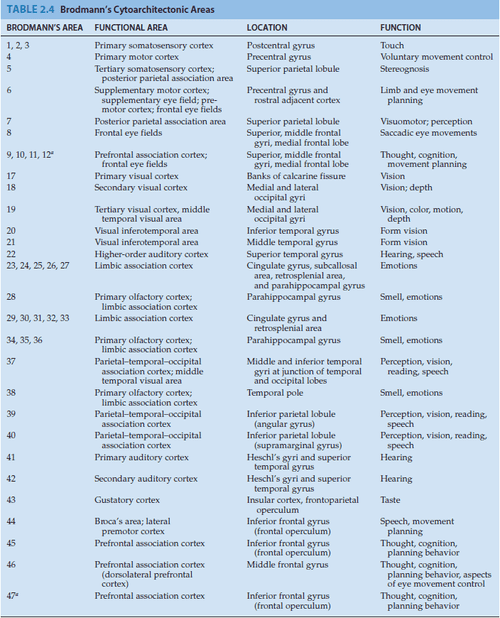 TABLE 2.4 Brodmann's Cytoarchitectonic Areas
BRODMANN'S AREA FUNCTIONAL AREA LOCATION FUNCTION
1, 2, 3 Primary somatosensory cortex Postcentral gyrus Touch
4 Primary motor cortex Precentral gyrus Voluntary movement control
5 Tertiary somatosensory cortex; Superior parietal lobule Stereognosis
posterior parietal association area
6 Supplementary motor cortex; Precentral gyrus and Limb and eye movement
supplementary eye field; pre- rostral adjacent cortex planning
motor cortex; frontal eye fields
7 Posterior parietal association area Superior parietal lobule Visuomotor; perception
8 Frontal eye fields Superior, middle frontal Saccadic eye movements
gyri, medial frontal lobe
9, 10, 11, 12ª Prefrontal association cortex; Superior, middle frontal Thought, cognition,
frontal eye fields gyri, medial frontal lobe movement planning
17 Primary visual cortex Banks of calcarine fissure Vision
18 Secondary visual cortex Medial and lateral Vision; depth
occipital gyri
19 Tertiary visual cortex, middle Medial and lateral Vision, color, motion,
temporal visual area occipital gyri depth
20 Visual inferotemporal area Inferior temporal gyrus Form vision
21 Visual inferotemporal area Middle temporal gyrus Form vision
22 Higher-order auditory cortex Superior temporal gyrus Hearing, speech
23, 24, 25, 26, 27 Limbic association cortex Cingulate gyrus, subcallosal Emotions
area, retrosplenial area,
and parahippocampal gyrus
28 Primary olfactory cortex; Parahippocampal gyrus Smell, emotions
limbic association cortex
29, 30, 31, 32, 33 Limbic association cortex Cingulate gyrus and Emotions
retrosplenial area
34, 35, 36 Primary olfactory cortex; Parahippocampal gyrus Smell, emotions
limbic association cortex
37 Parietal–temporal–occipital Middle and inferior temporal Perception, vision,
association cortex; middle gyri at junction of temporal reading, speech
temporal visual area and occipital lobes
38 Primary olfactory cortex; Temporal pole Smell, emotions
limbic association cortex
39 Parietal–temporal–occipital Inferior parietal lobule Perception, vision, reading,
association cortex (angular gyrus) speech
40 Parietal–temporal–occipital Inferior parietal lobule Perception, vision, reading,
association cortex (supramarginal gyrus) speech
41 Primary auditory cortex Heschl's gyri and superior Hearing
temporal gyrus
42 Secondary auditory cortex Heschl's gyri and superior Hearing
temporal gyrus
43 Gustatory cortex Insular cortex, frontoparietal Taste
operculum
44 Broca's area; lateral Inferior frontal gyrus Speech, movement
premotor cortex (frontal operculum) planning
45 Prefrontal association cortex Inferior frontal gyrus Thought, cognition,
(frontal operculum) planning behavior
46 Prefrontal association cortex Middle frontal gyrus Thought, cognition,
(dorsolateral prefrontal planning behavior, aspects
cortex) of eye movement control
47ª Prefrontal association cortex Inferior frontal gyrus Thought, cognition,
(frontal operculum) planning behavior